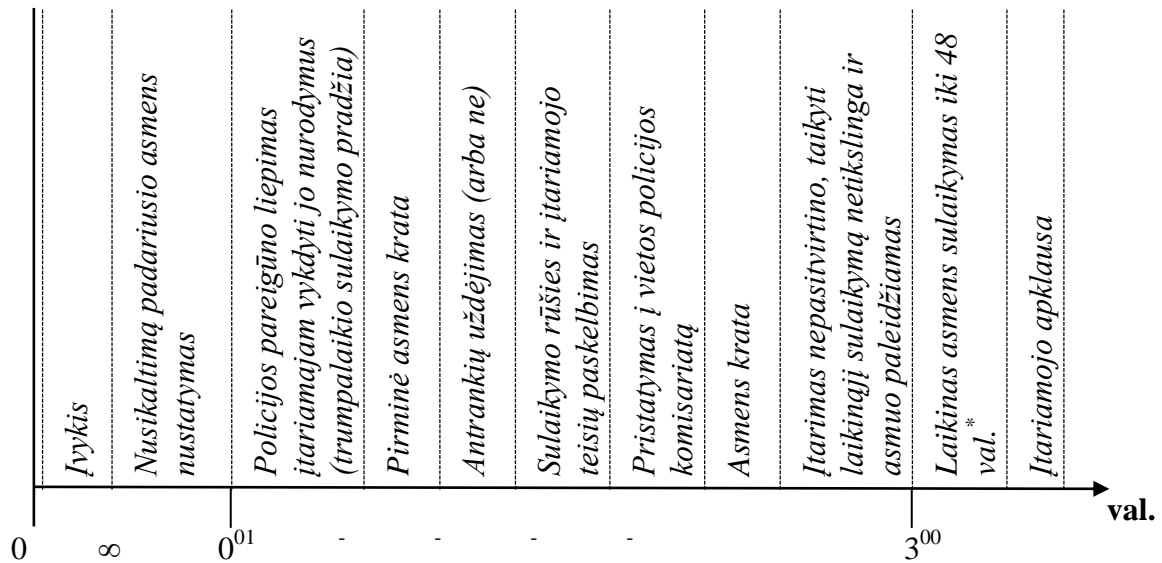 Įvykis
Nusikaltimą padariusio asmens
nustatymas
Policijos pareigūno liepimas
įtariamajam vykdyti jo nurodymus
(trumpalaikio sulaikymo pradžia)
Pirminė asmens krata
Antrankių uždėjimas (arba ne)
Sulaikymo rūšies ir įtariamojo
teisių paskelbimas
Pristatymas į vietos policijos
komisariatą
Asmens krata
Įtarimas nepasitvirtino, taikyti
laikinąjį sulaikymą netikslinga ir
asmuo paleidžiamas
Laikinas asmens sulaikymas iki 48
val.*
Įtariamojo apklausa
val.
0 ∞ 0⁰¹ - - - - 3⁰⁰